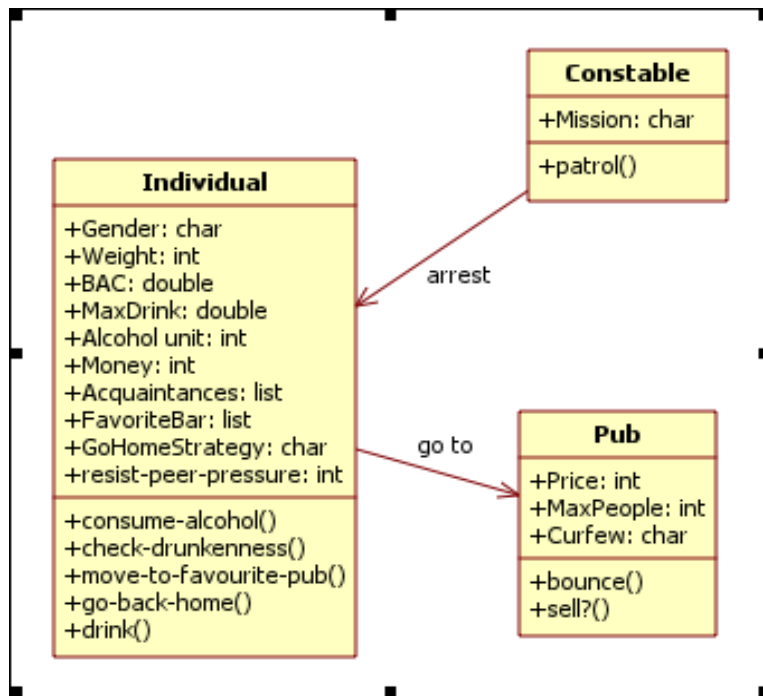 Constable
+Mission: char
+patrol()
Individual
+Gender: char
+Weight: int
+BAC: double
+MaxDrink: double
+Alcohol unit: int
+Money: int
+Acquaintances: list
+FavoriteBar: list
+GoHomeStrategy: char
+resist-peer-pressure: int
+consume-alcohol()
+check-drunkenness()
+move-to-favourite-pub()
+go-back-home()
+drink()
arrest
go to
Pub
+Price: int
+MaxPeople: int
+Curfew: char
+bounce()
+sell?()